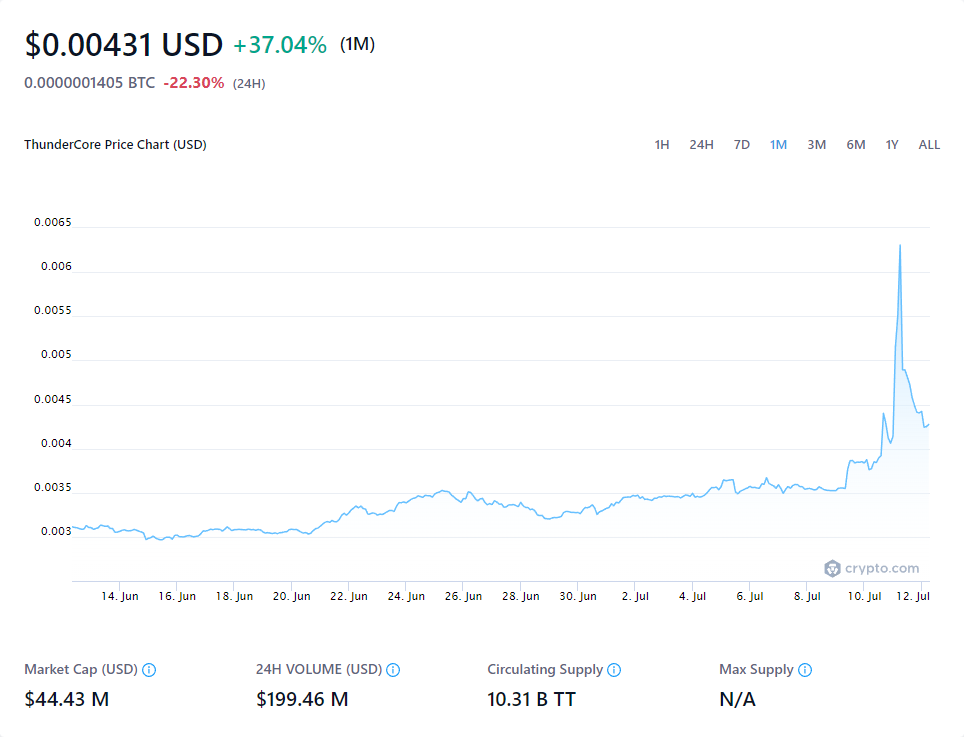 $0.00431 USD +37.04% (1M)
0.0000001405 BTC -22.30% (24H)
ThunderCore Price Chart (USD) 1H 24H 7D 1M 3M 6M 1Y ALL
0.0065
0.006
0.0055
0.005
0.0045
0.004
0.0035
0.003
crypto.com
14. Jun 16. Jun 18. Jun 20. Jun 22. Jun 24. Jun 26. Jun 28. Jun 30. Jun 2. Jul 4. Jul 6. Jul 8. Jul 10. Jul 12. Jul
Market Cap (USD) 24H VOLUME (USD) Circulating Supply Max Supply
$44.43 M $199.46 M 10.31 B TT N/A